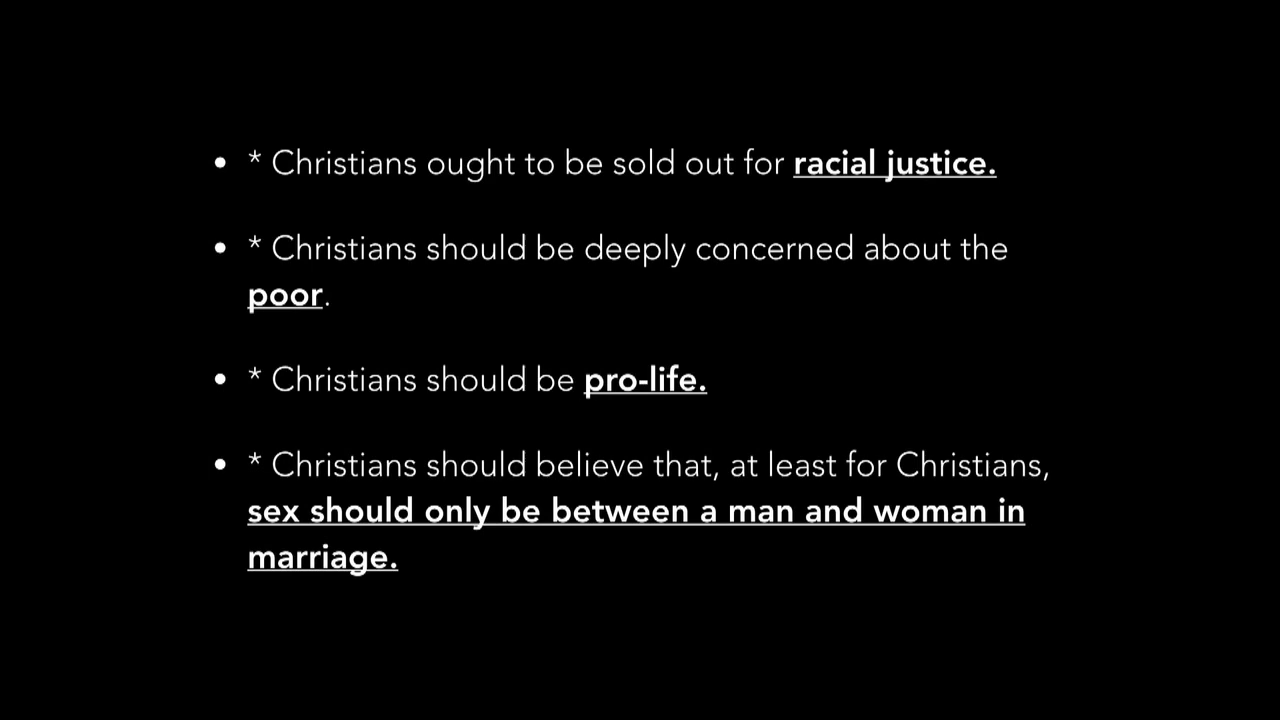 • * Christians ought to be sold out for racial justice.
• * Christians should be deeply concerned about the
poor.
• * Christians should be pro-life.
• * Christians should believe that, at least for Christians,
sex should only be between a man and woman in
marriage.